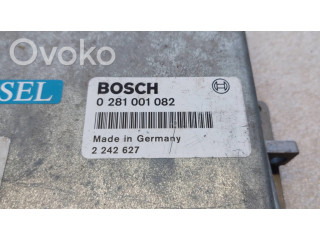 Ovoko
SEL
BOSCH
0 281 001 082
Made in Germany
2 242 627